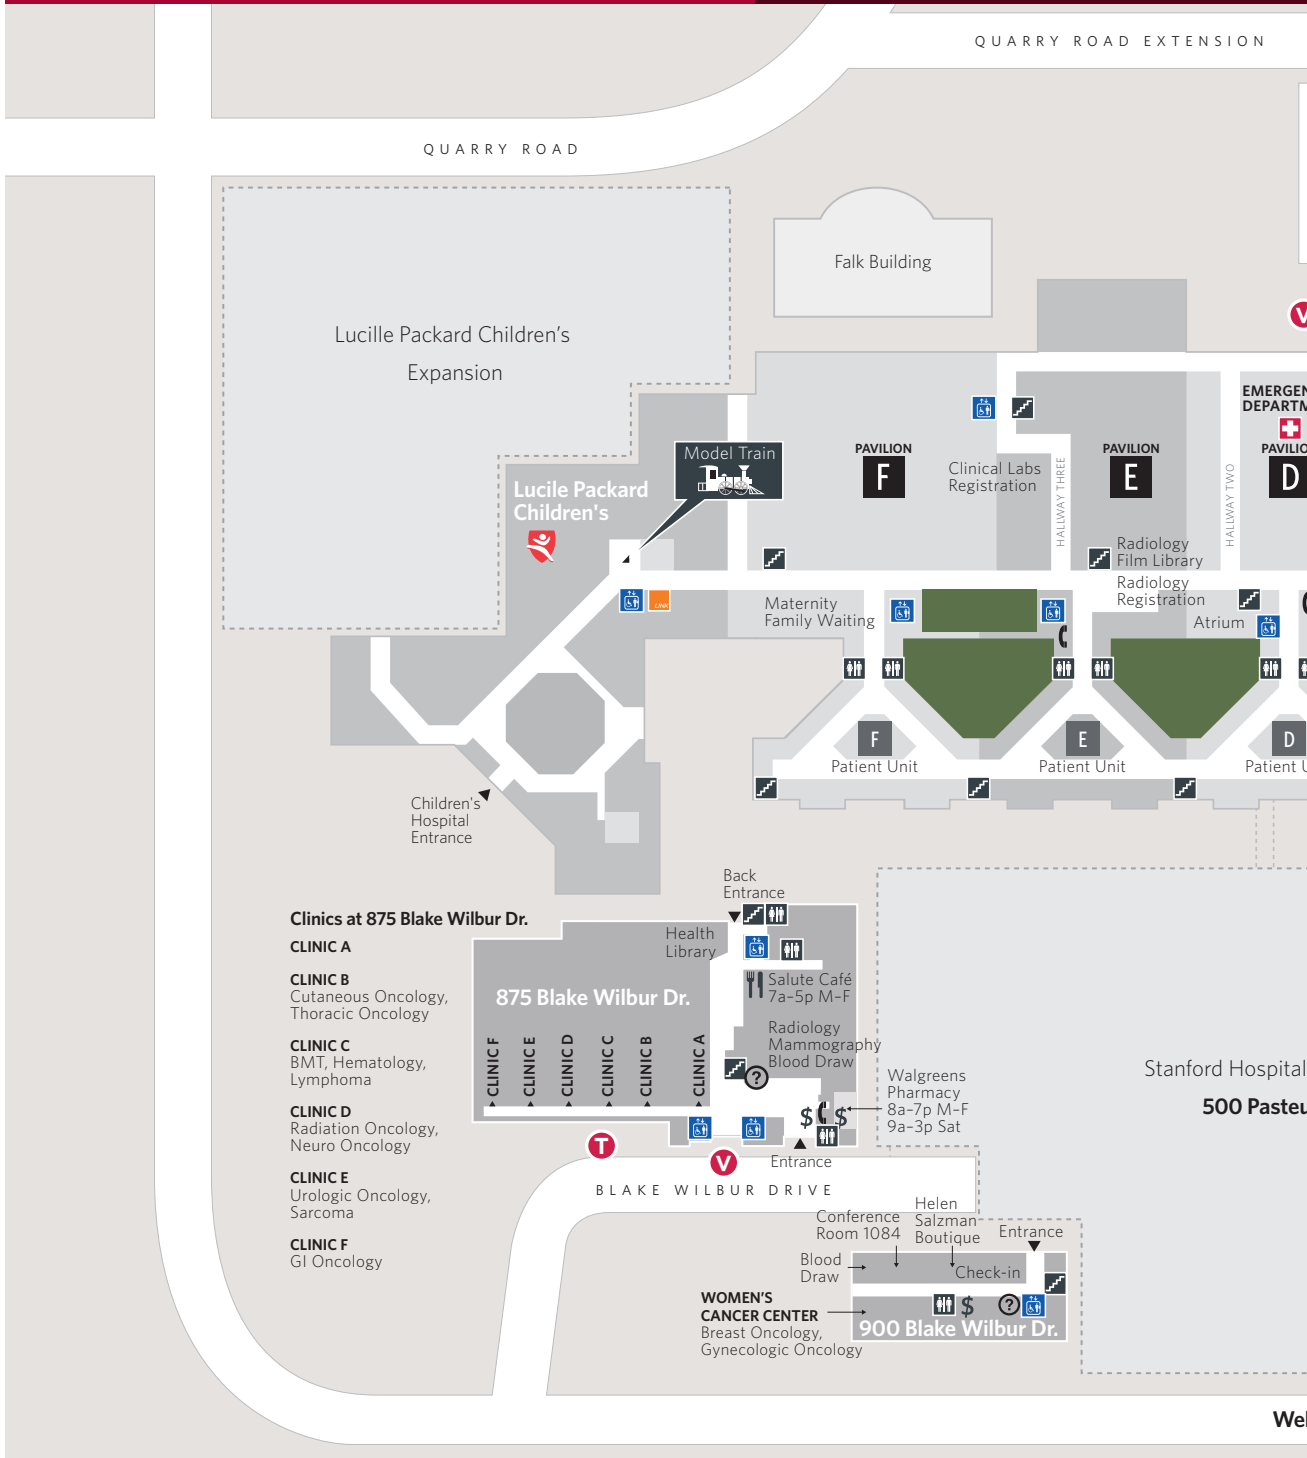 QUARRY ROAD EXTENSION
QUARRY ROAD
Falk Building
Lucille Packard Children's
Expansion
V
EMERGEN
DEPARTM
PAVILION
F
Clinical Labs
Registration
HALLWAY THREE
PAVILION
E
HALLWAY TWO
PAVILIO
D
Model Train
Lucile Packard
Children's
Radiology
Film Library
Radiology
Registration
Atrium
LINK
Maternity
Family Waiting
F
Patient Unit
E
Patient Unit
D
Patient U
Children's
Hospital
Entrance
Back
Entrance
Clinics at 875 Blake Wilbur Dr.
CLINIC A
CLINIC B
Cutaneous Oncology,
Thoracic Oncology
CLINIC C
BMT, Hematology,
Lymphoma
CLINIC D
Radiation Oncology,
Neuro Oncology
CLINIC E
Urologic Oncology,
Sarcoma
CLINIC F
GI Oncology
Health
Library
875 Blake Wilbur Dr.
Salute Café
7a–5p M–F
Radiology
Mammography
Blood Draw
CLINIC F
CLINIC E
CLINIC D
CLINIC C
CLINIC B
CLINIC A
?
$
$
Walgreens
Pharmacy
8a–7p M–F
9a–3p Sat
Stanford Hospital
500 Pasteu
T
V
Entrance
BLAKE WILBUR DRIVE
Conference
Room 1084
Helen
Salzman
Boutique
Entrance
Blood
Draw
Check-in
WOMEN'S
CANCER CENTER
Breast Oncology,
Gynecologic Oncology
$
?
900 Blake Wilbur Dr.
Wel